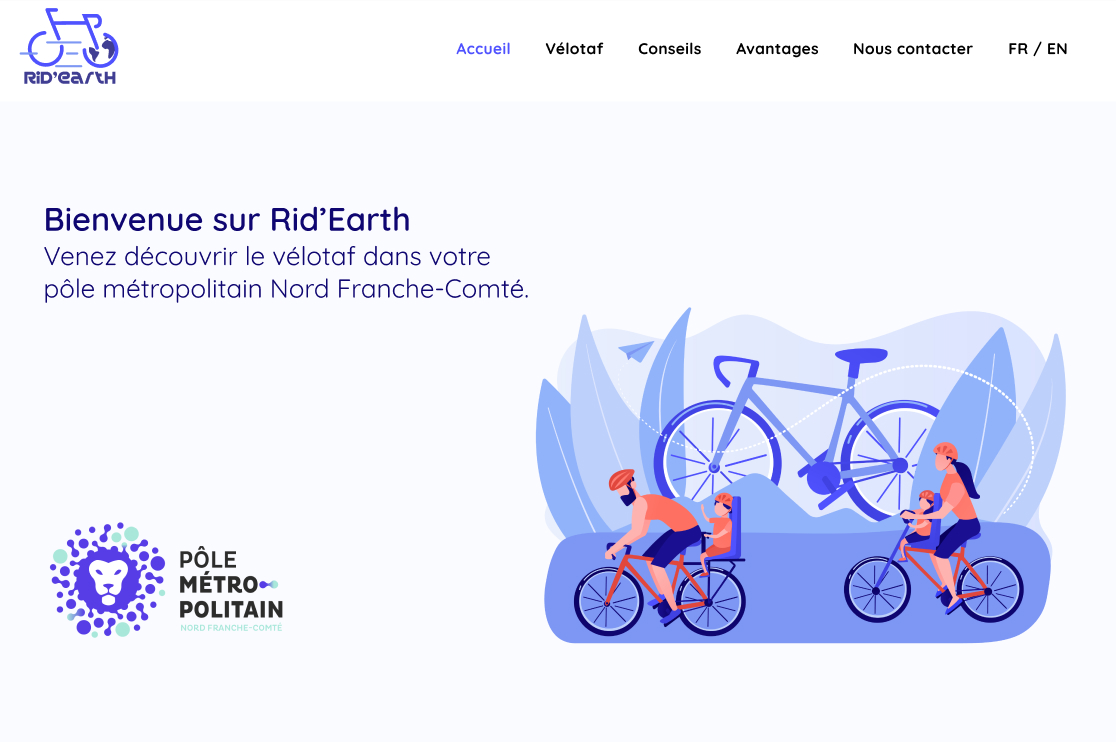 Rid'earth
Accueil Vélotaf Conseils Avantages Nous contacter FR / EN
Bienvenue sur Rid’Earth
Venez découvrir le vélotaf dans votre
pôle métropolitain Nord Franche-Comté.
PÔLE
MÉTRO
POLITAIN
NORD FRANCHE-COMTÉ